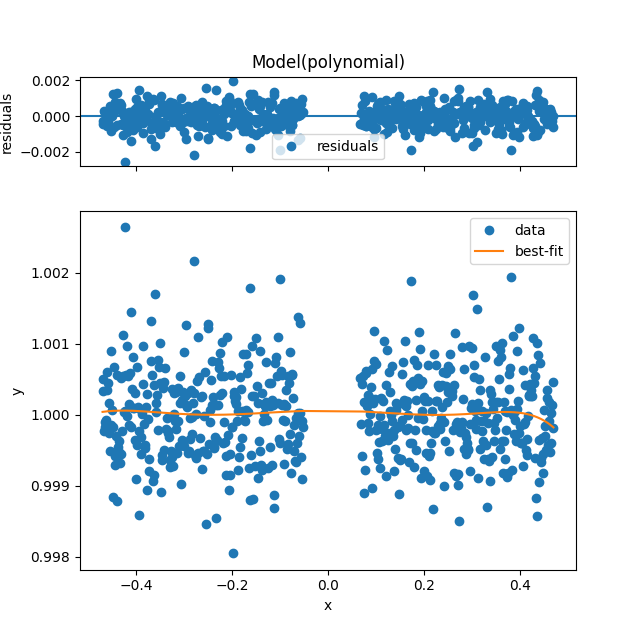 Model(polynomial)
0.002
0.000
−0.002
residuals
residuals
data
best-fit
1.002
1.001
1.000
0.999
0.998
y
−0.4
−0.2
0.0
0.2
0.4
x